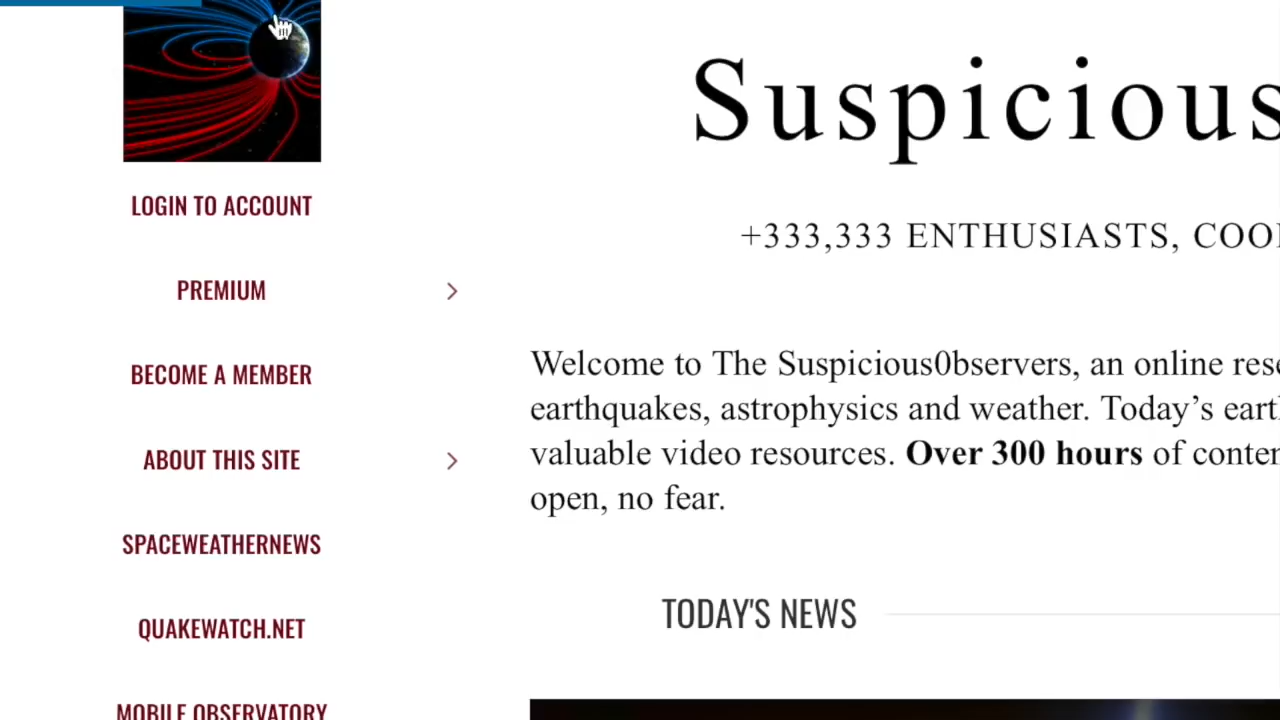 Suspicious
+333,333 ENTHUSIASTS,
LOGIN TO ACCOUNT
PREMIUM
BECOME A MEMBER
ABOUT THIS SITE
SPACEWEATHERNEWS
QUAKEWATCH.NET
MOBILE OBSERVATORY
Welcome to The Suspicious0bservers, an online
earthquakes, astrophysics and weather. Today’s
valuable video resources. Over 300 hours of
open, no fear.
TODAY'S NEWS